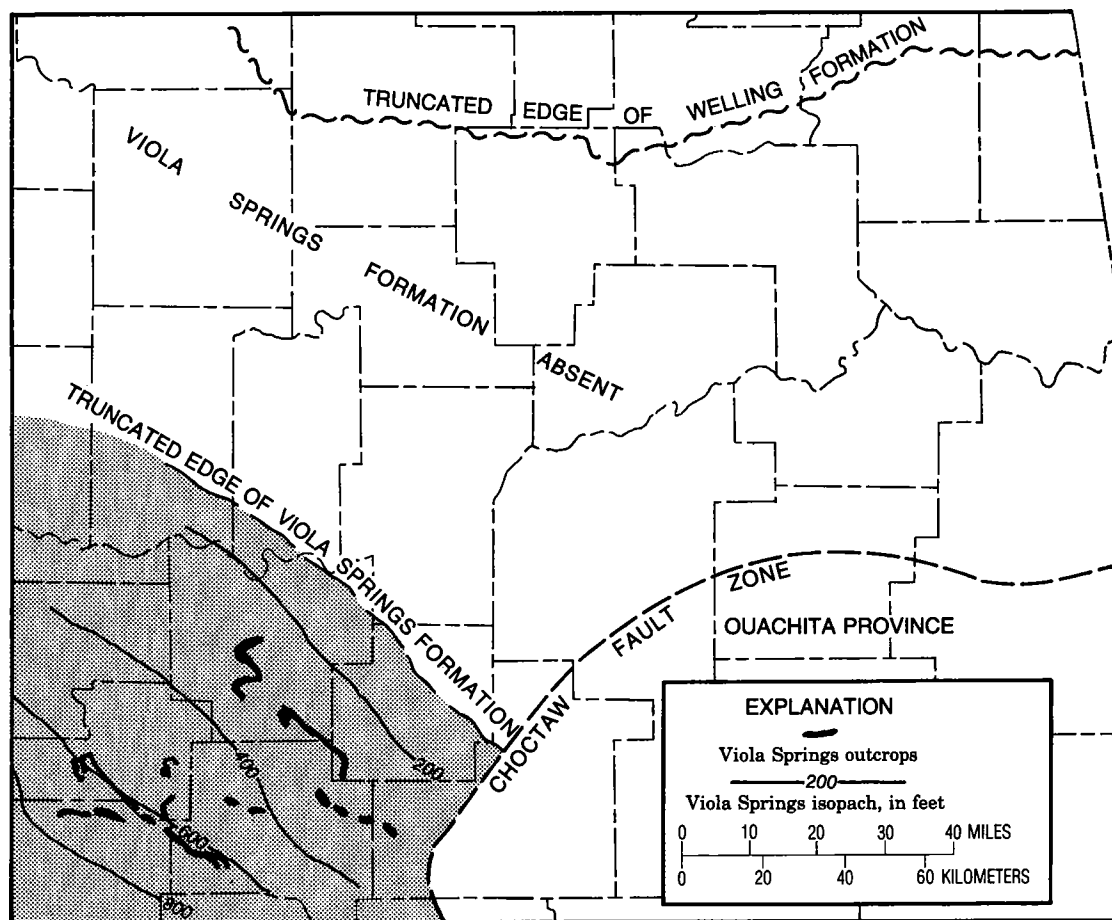 TRUNCATED EDGE OF WELLING FORMATION
VIOLA SPRINGS FORMATION ABSENT
TRUNCATED EDGE OF VIOLA SPRINGS FORMATION
CHOCTAW FAULT ZONE
OUACHITA PROVINCE
200
400
600
800
EXPLANATION
Viola Springs outcrops
200
Viola Springs isopach, in feet
0 10 20 30 40 MILES
0 20 40 60 KILOMETERS